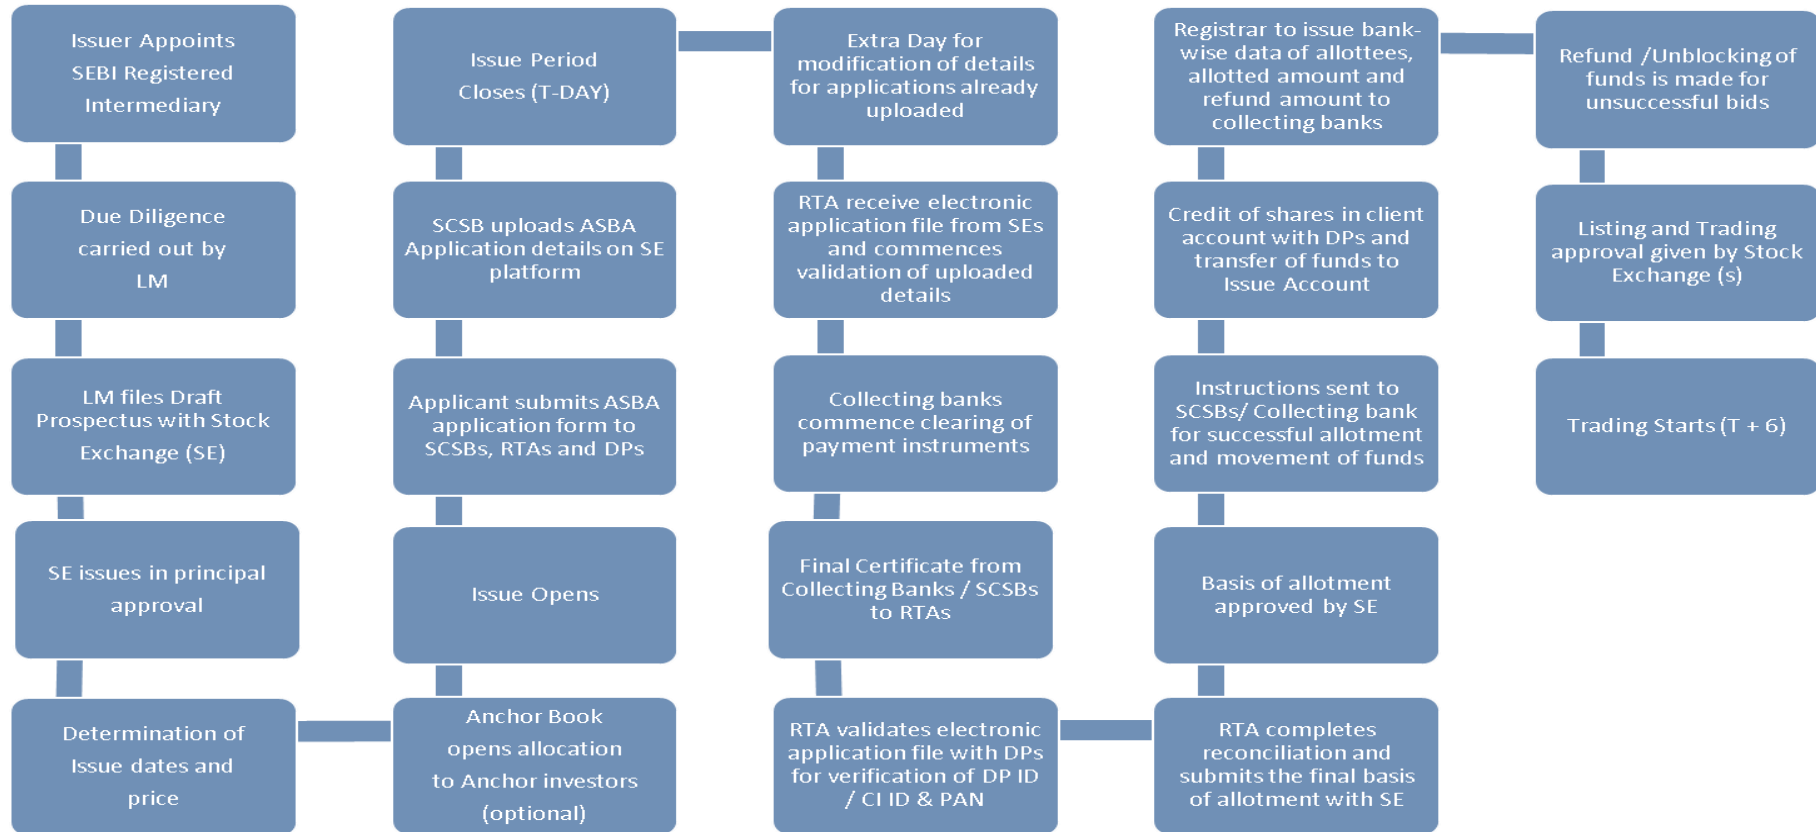 Issuer Appoints
SEBI Registered
Intermediary
Due Diligence
carried out by
LM
LM files Draft
Prospectus with Stock
Exchange (SE)
SE issues in principal
approval
Determination of
Issue dates and
price
Anchor Book
opens allocation
to Anchor investors
(optional)
Issue Opens
Applicant submits ASBA
application form to
SCSBs, RTAs and DPs
SCSB uploads ASBA
Application details on SE
platform
Issue Period
Closes (T-DAY)
Extra Day for
modification of details
for applications already
uploaded
RTA receive electronic
application file from SEs
and commences
validation of uploaded
details
Collecting banks
commence clearing of
payment instruments
Final Certificate from
Collecting Banks / SCSBs
to RTAs
RTA validates electronic
application file with DPs
for verification of DP ID
/ CI ID & PAN
RTA completes
reconciliation and
submits the final basis
of allotment with SE
Basis of allotment
approved by SE
Instructions sent to
SCSBs/ Collecting bank
for successful allotment
and movement of funds
Credit of shares in client
account with DPs and
transfer of funds to
Issue Account
Registrar to issue bank-
wise data of allottees,
allotted amount and
refund amount to
collecting banks
Refund /Unblocking of
funds is made for
unsuccessful bids
Listing and Trading
approval given by Stock
Exchange (s)
Trading Starts (T + 6)